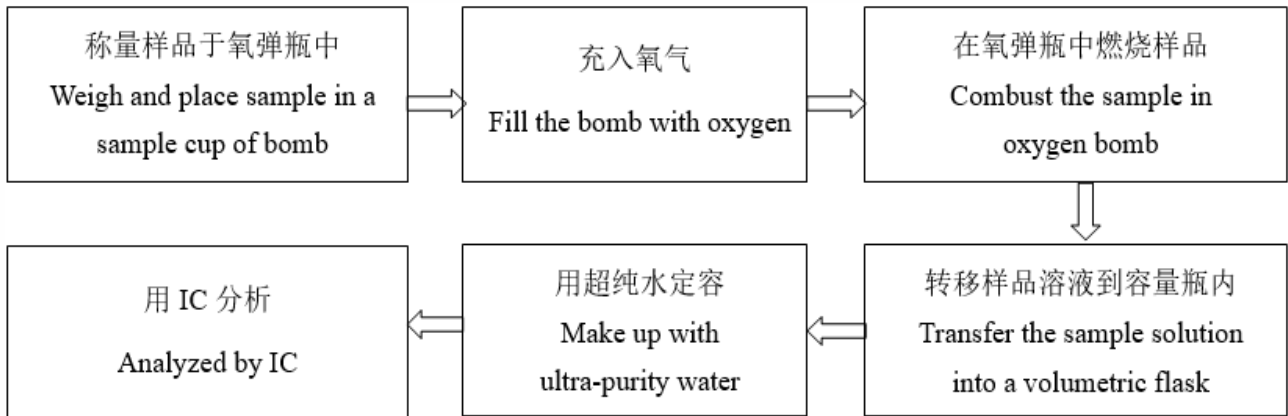 称量样品于氧弹瓶中
Weigh and place sample in a
sample cup of bomb
充入氧气
Fill the bomb with oxygen
在氧弹瓶中燃烧样品
Combust the sample in
oxygen bomb
转移样品溶液到容量瓶内
Transfer the sample solution
into a volumetric flask
用超纯水定容
Make up with
ultra-purity water
用 IC 分析
Analyzed by IC